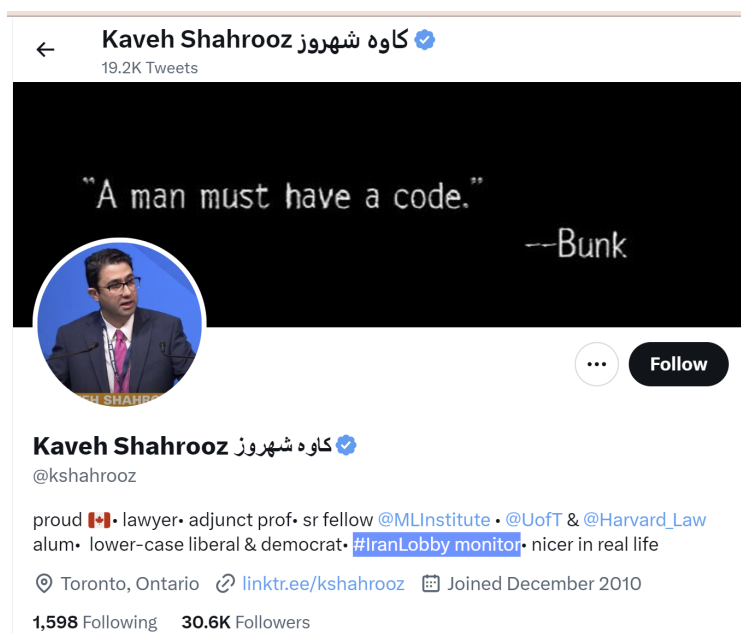 Kaveh Shahrooz کاوه شهروز
19.2K Tweets
"A man must have a code."
--Bunk
EH SHAHRO
Follow
Kaveh Shahrooz کاوه شهروز
@kshahrooz
proud 🇨🇦• lawyer• adjunct prof• sr fellow @MLInstitute • @UofT & @Harvard_Law
alum• lower-case liberal & democrat• #IranLobby monitor• nicer in real life
Toronto, Ontario linktr.ee/kshahrooz Joined December 2010
1,598 Following 30.6K Followers